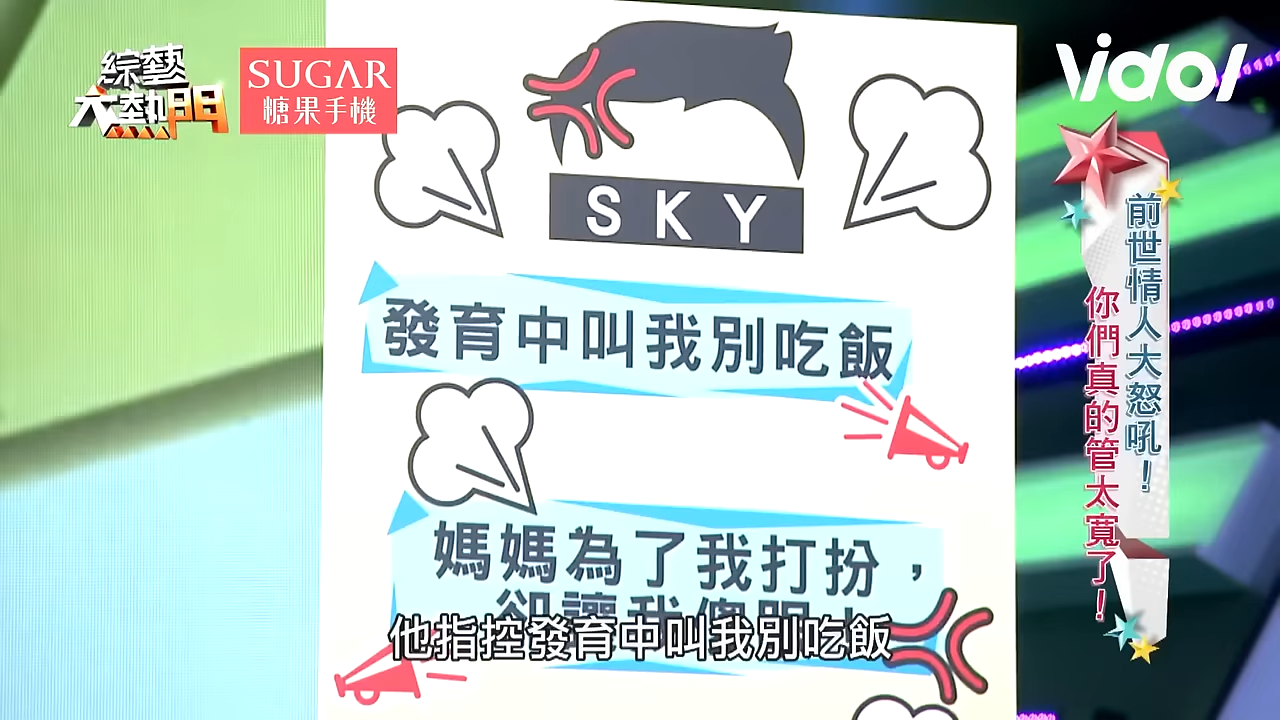 綜藝
大熱門
SUGAR
糖果手機
Vidol
SKY
發育中叫我別吃飯
媽媽為了我打扮，
他指控發育中叫我別吃飯
前世情人大怒吼！
你們真的管太寬了！